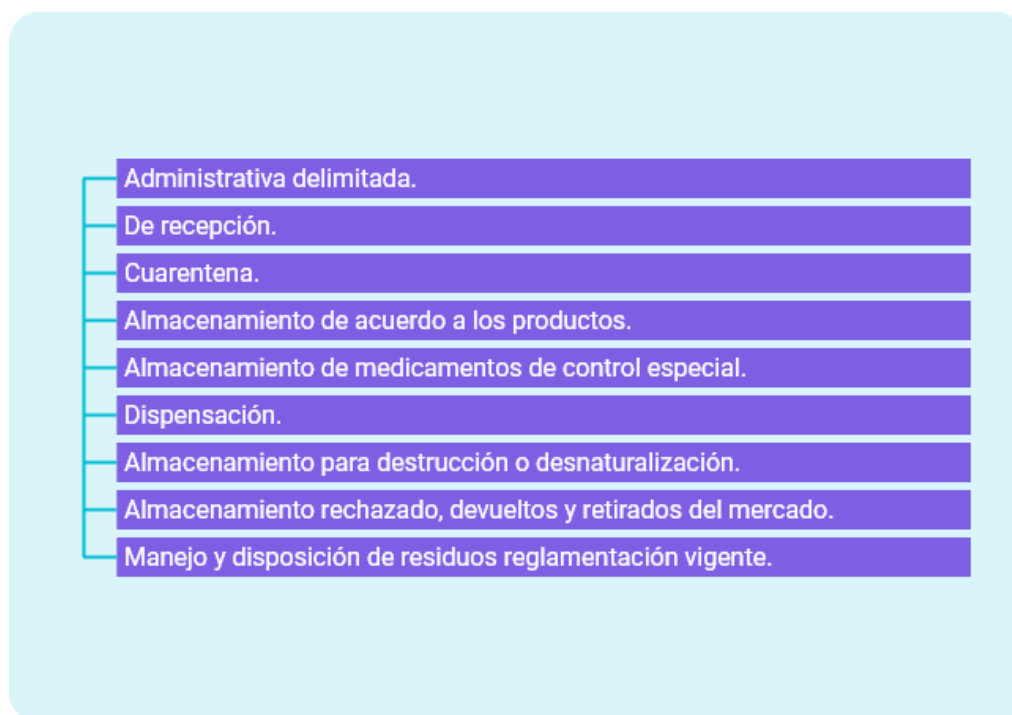 Administrativa delimitada.
De recepción.
Cuarentena.
Almacenamiento de acuerdo a los productos.
Almacenamiento de medicamentos de control especial.
Dispensación.
Almacenamiento para destrucción o desnaturalización.
Almacenamiento rechazado, devueltos y retirados del mercado.
Manejo y disposición de residuos reglamentación vigente.